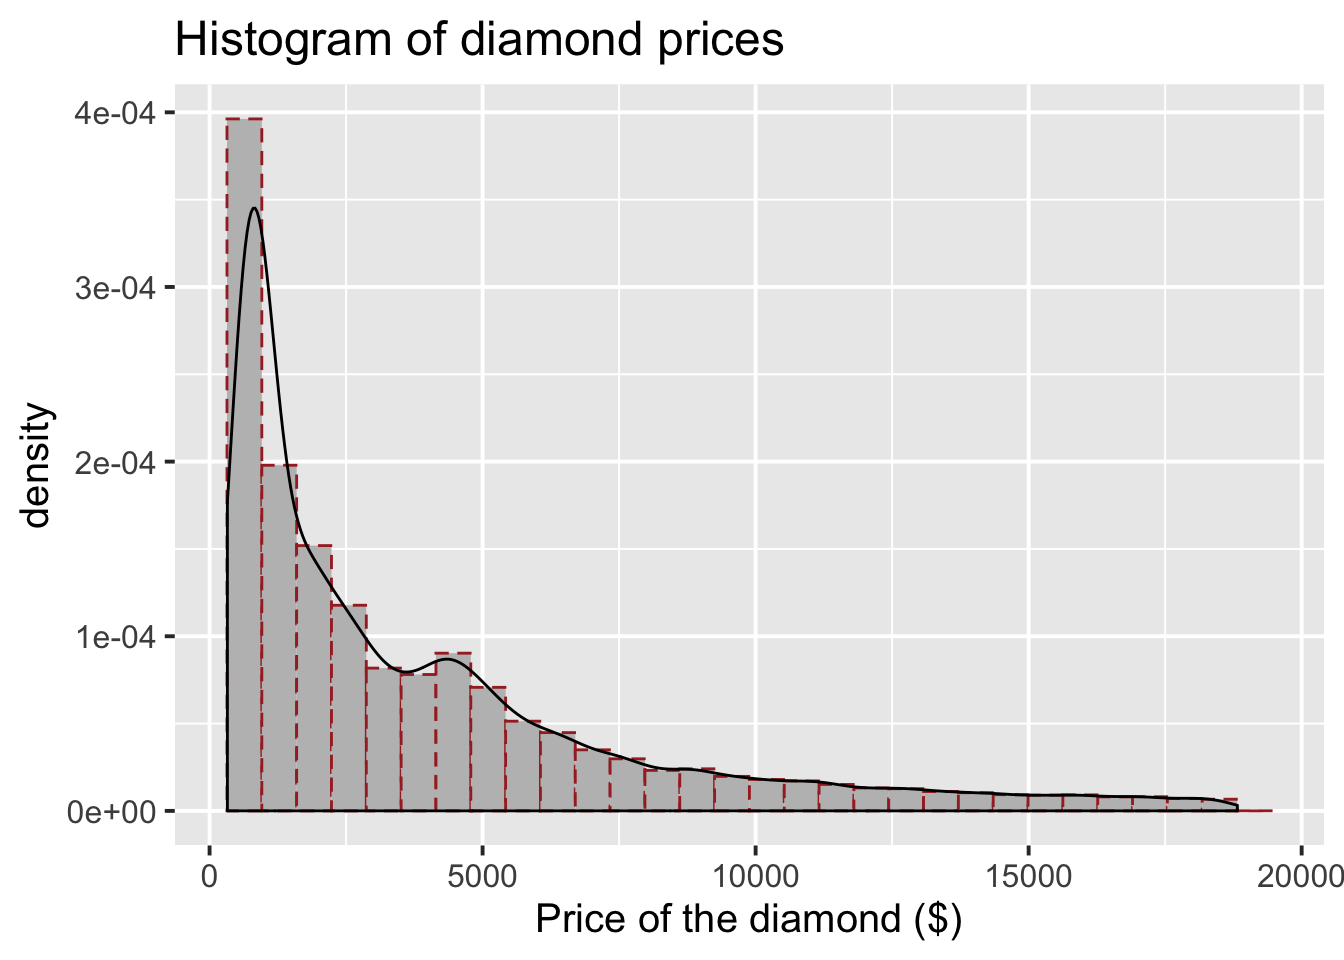 Histogram of diamond prices
4e-04
3e-04
2e-04
1e-04
0e+00
density
0 5000 10000 15000 20000
Price of the diamond ($)